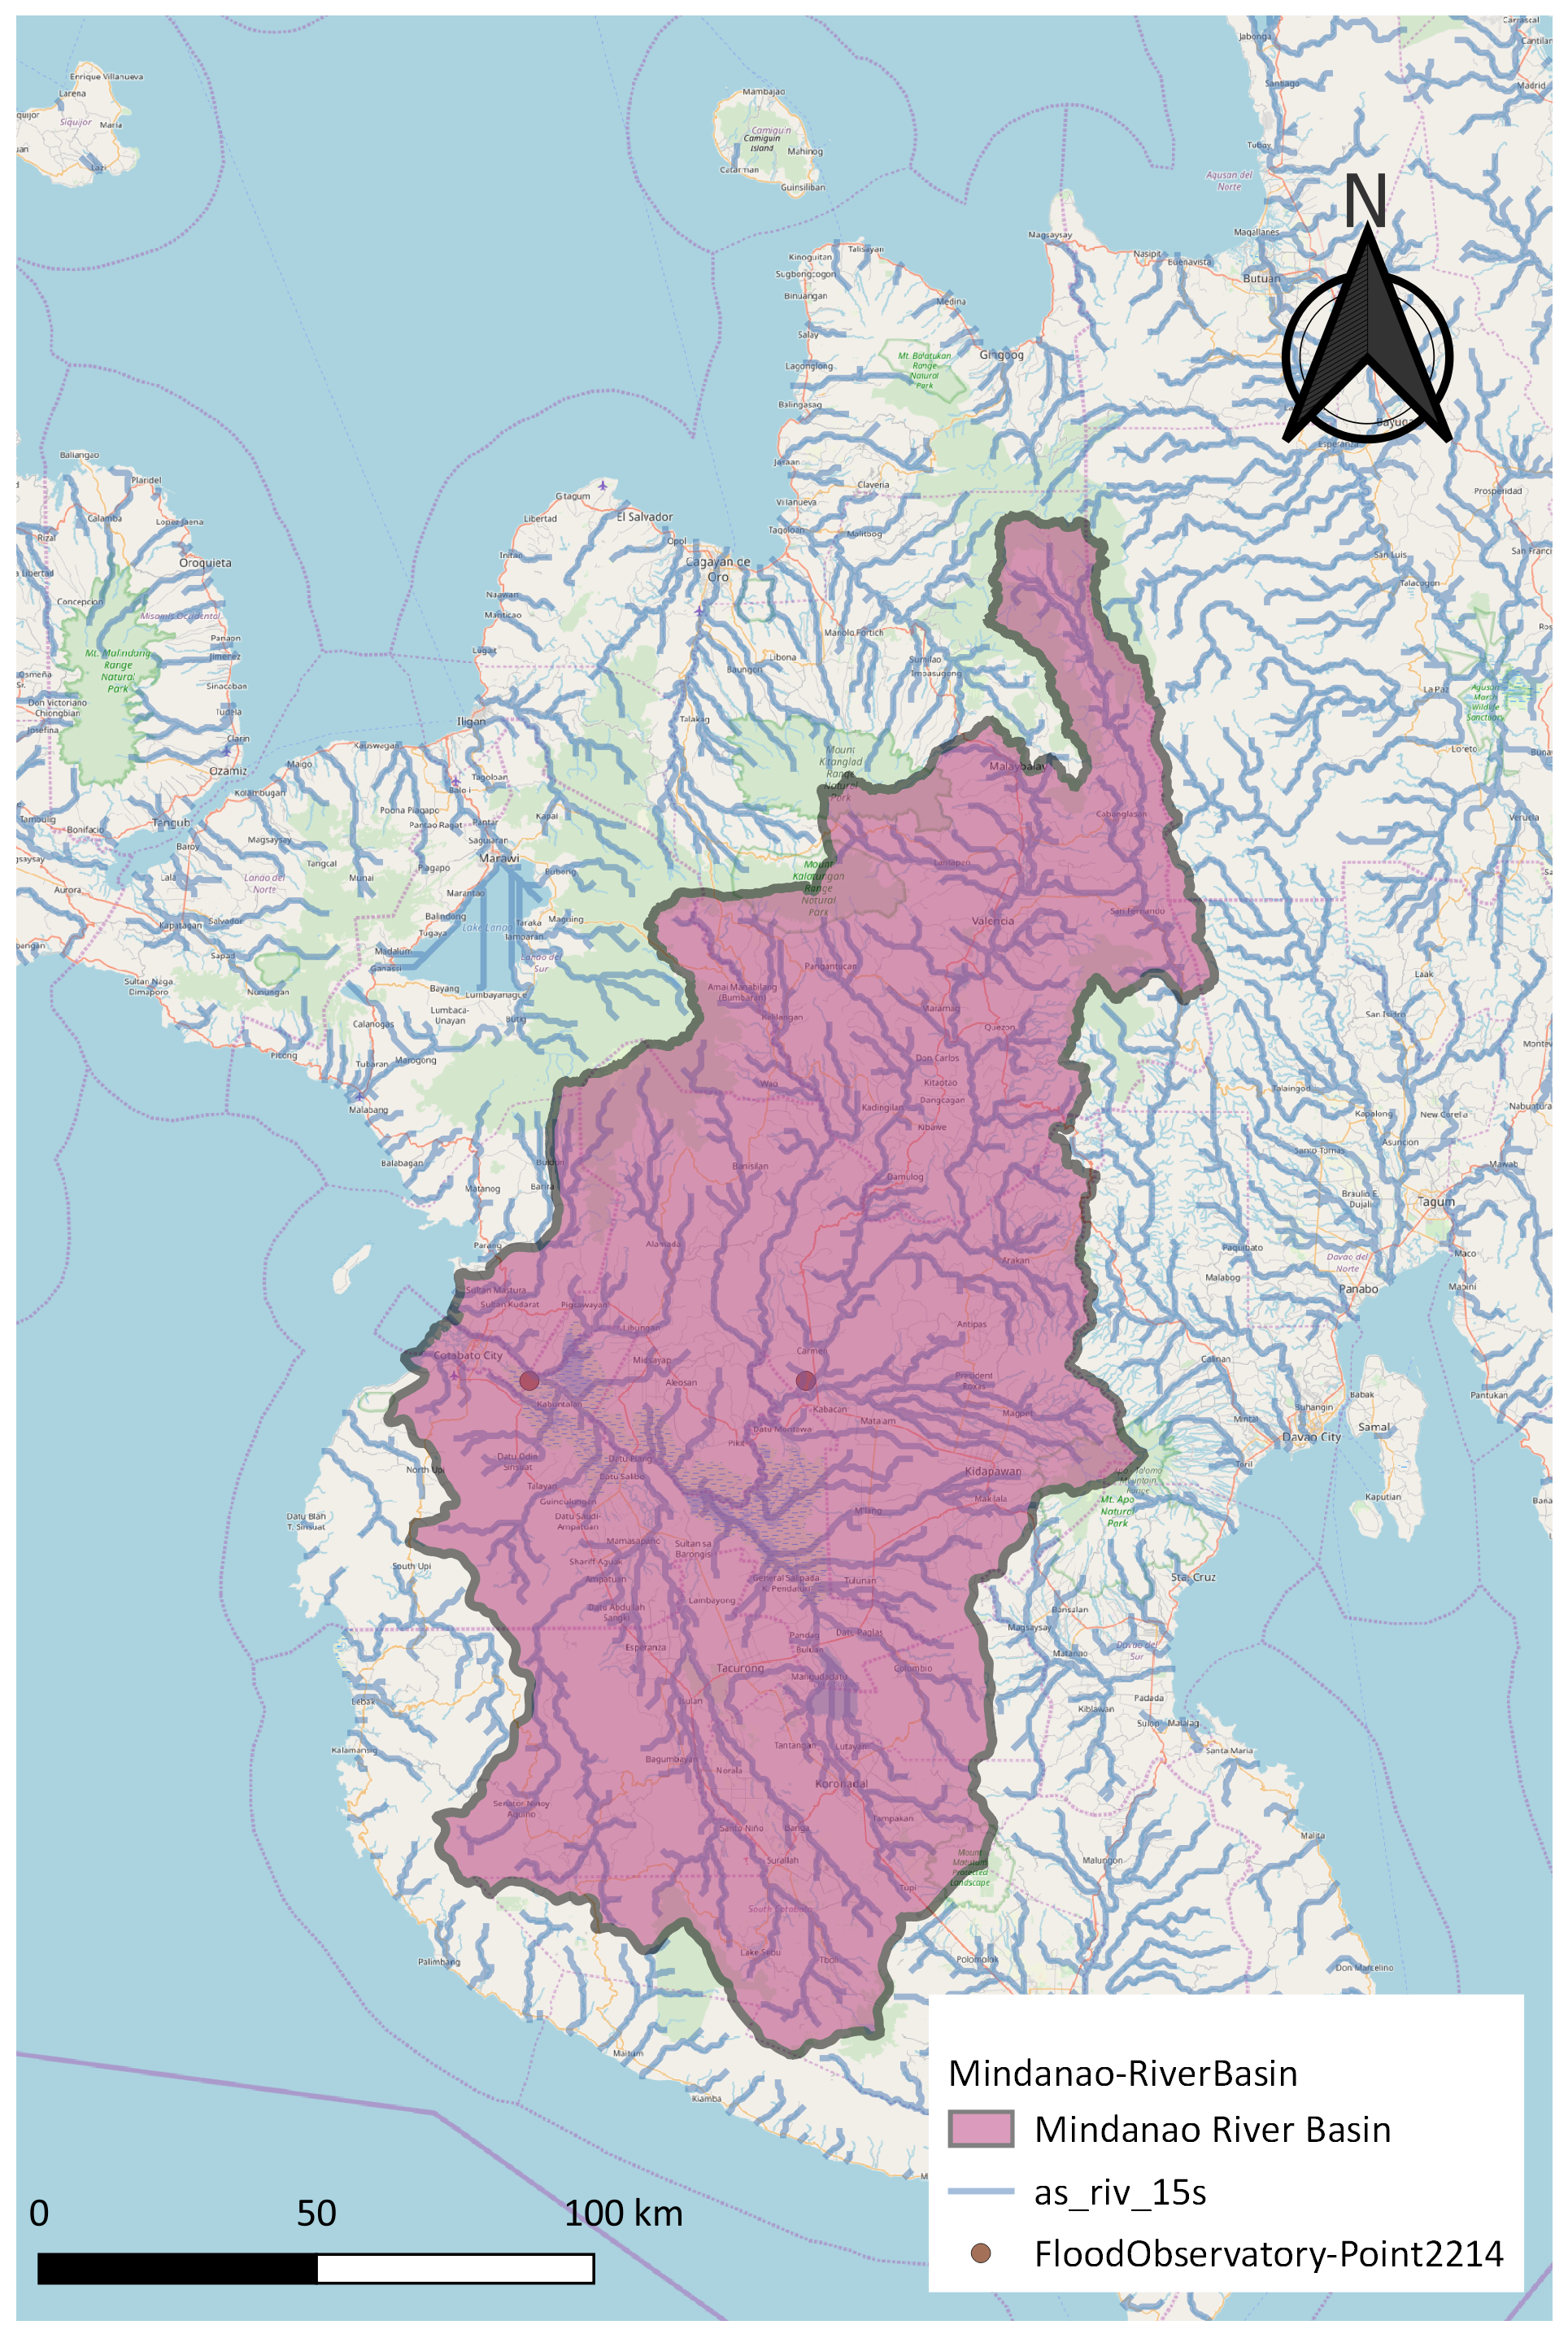 Enrique Villanueva
Larena
Siquijor
Maria
Lazi
Mambajao
Camiguin
Camiguin
Island
Mahinog
Catarman
Guinsiliban
Jabonga
Carrascal
Cantilan
Santiago
Madrid
Tubay
Agusan del
Norte
N
Magsaysay
Magallanes
Nasipit
Buenavista
Butuan
Talisayan
Kinoguitan
Sugbongcogon
Binuangan
Medina
Salay
Gingoog
Mt. Balatukan
Range
Natural
Park
Lagonglong
Balingasag
Esperanza
Jasaan
Claveria
Villanueva
Prosperidad
Baliangao
Plaridel
Calamba
Lopez Jaena
Rizal
Oroquieta
Concepcion
Misamis Occidental
Panaon
Jimenez
Mt. Malindang
Range
Natural
Park
Sinacaban
Don Victoriano
Chiongbian
Tudela
Clarin
Ozamiz
Gitagum
Libertad
El Salvador
Opol
Cagayan de
Oro
Tagoloan
Malitbog
Initao
Naawan
Manticao
Lugait
Iligan
Manolo Fortich
Libona
Baungon
Sumilao
Impasugong
Talakag
San Luis
Talacogon
La Paz
Agusan
Marsh
Wildlife
Sanctuary
Loreto
Veruela
Kauswagan
Maigo
Kolambugan
Tagoloan
Balo-i
Poona Piagapo
Pantao Ragat
Pantar
Kapai
Saguiaran
Marawi
Tangub
Bonifacio
Baroy
Magsaysay
Tangcal
Munai
Piagapo
Bubong
Aurora
Lala
Lanao del
Norte
Marantao
Kapatagan
Salvador
Balindong
Tugaya
Lake Lanao
Taraka
Tamparan
Maguing
Sapad
Madalum
Ganassi
Lanao del
Sur
Sultan Naga
Dimaporo
Nunungan
Bayang
Lumbayanague
Lumbaca-
Unayan
Butig
Calanogas
Picong
Tubaran
Marogong
Malabang
Balabagan
Matanog
Buldon
Barira
Parang
Mount
Kitanglad
Range
Natural
Park
Malaybalay
Cabanglasan
Lantapan
Mount
Kalatungan
Range
Natural
Park
Valencia
San Fernando
Pangantucan
Amai Manabilang
(Bumbaran)
Kalilangan
Maramag
Quezon
Don Carlos
Wao
Kitaotao
Kadingilan
Dangcagan
Kibawe
Banisilan
Damulog
Laak
San Isidro
Talaingod
Kapalong
New Corella
Asuncion
Santo Tomas
Mawab
Braulio E.
Dujali
Tagum
Paquibato
Davao del
Norte
Maco
Malabog
Panabo
Mabini
Alamada
Arakan
Sultan Mastura
Sultan Kudarat
Pigcawayan
Libungan
Antipas
Cotabato City
Midsayap
Carmen
Aleosan
President
Roxas
Calinan
Babak
Pantukan
Kabuntalan
Kabacan
Matalam
Magpet
Mintal
Buhangin
Samal
Davao City
Datu Montawal
Pikit
Datu Odin
Sinsuat
Datu Piang
Datu Salibo
North Upi
Kidapawan
Toril
Talayan
Guindulungan
Datu Saudi-
Ampatuan
Makilala
M'lang
Mt. Apo
Natural
Park
Kaputian
Datu Blah
T. Sinsuat
Mamasapano
Sultan sa
Barongis
South Upi
Shariff Aguak
Ampatuan
General Salipada
K. Pendatun
Tulunan
Sta. Cruz
Datu Abdullah
Sangki
Lambayong
Bansalan
Magsaysay
Pandag
Datu Paglas
Buluan
Matanao
Davao del
Sur
Esperanza
Tacurong
Columbio
Mangudadatu
Lebak
Isulan
Kiblawan
Padada
Sulop
Malalag
Kalamansig
Tantangan
Lutayan
Santa Maria
Bagumbayan
Norala
Koronadal
Senator Ninoy
Aquino
Tampakan
Santo Niño
Banga
Malita
Surallah
Mount
Matutum
Protected
Landscape
Malungon
Tupi
South Cotabato
Lake Sebu
Tboli
Palimbang
Polomolok
Don Marcelino
Maitum
Kiamba
Mindanao-RiverBasin
Mindanao River Basin
as_riv_15s
FloodObservatory-Point2214
0 50 100 km